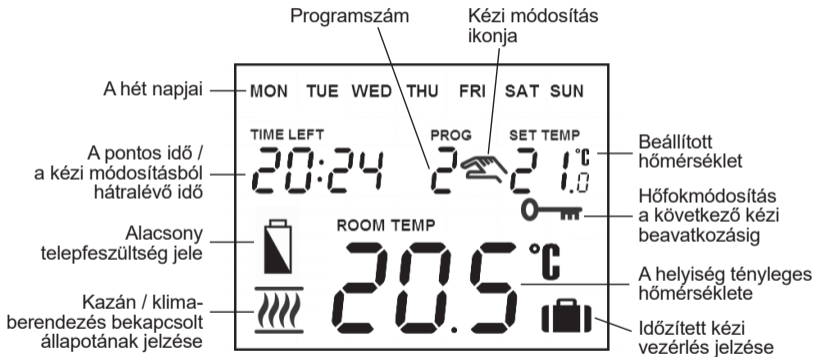 Programszám
Kézi módosítás
ikonja
A hét napjai
MON TUE WED THU FRI SAT SUN
TIME LEFT PROG SET TEMP
20:24 2 21.0 °C
A pontos idő /
a kézi módosításból
hátralévő idő
Beállított
hőmérséklet
Hőfokmódosítás
a következő kézi
beavatkozásig
Alacsony
telepfeszültség jele
ROOM TEMP
20.5 °C
A helyiség tényleges
hőmérséklete
Kazán / klíma-
berendezés bekapcsolt
állapotának jelzése
Időzített kézi
vezérlés jelzése